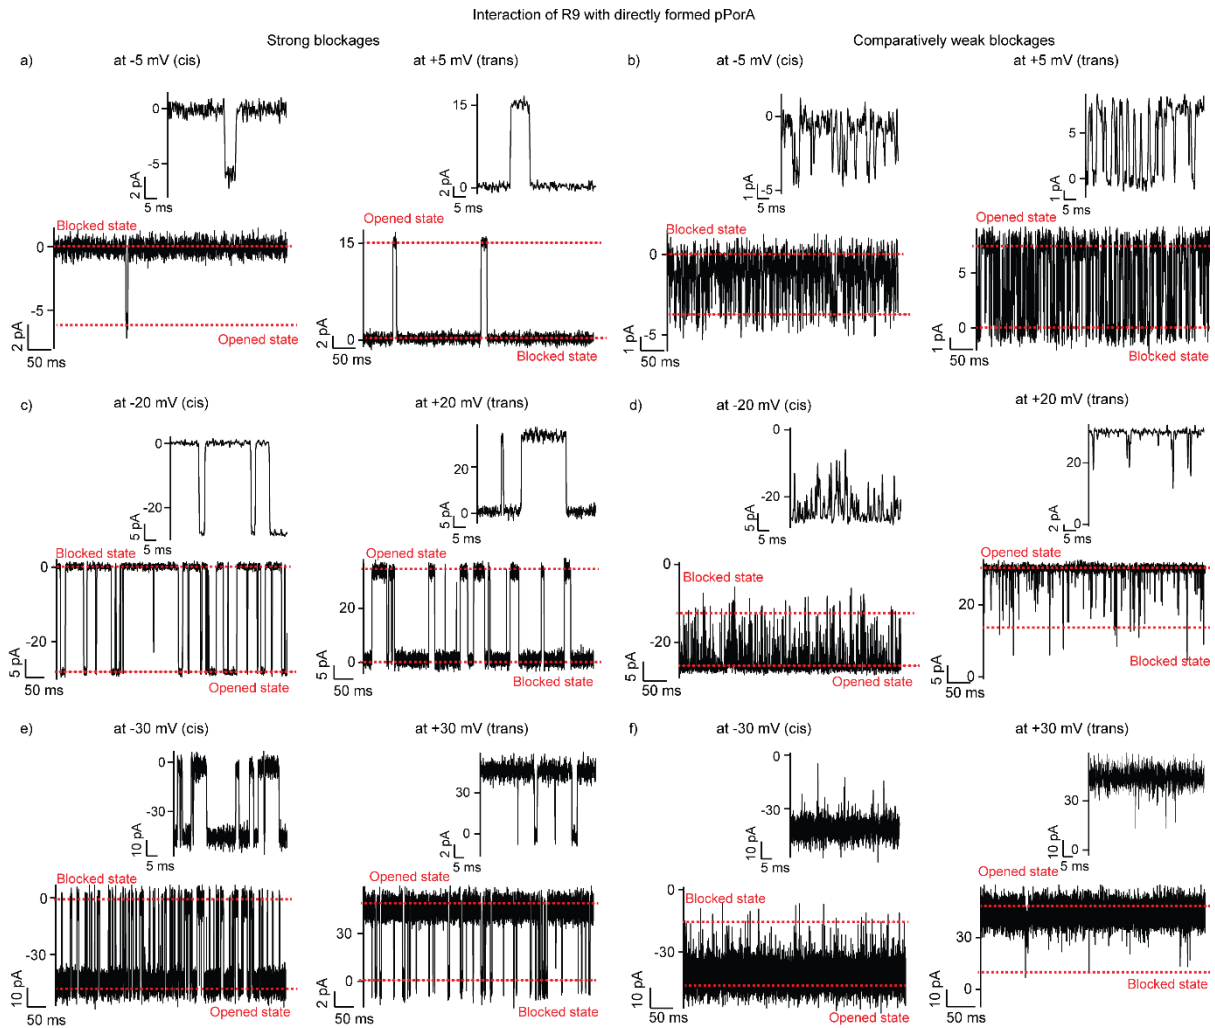 Interaction of R9 with directly formed pPorA
Strong blockages
Comparatively weak blockages
a)
at -5 mV (cis)
at +5 mV (trans)
b)
at -5 mV (cis)
at +5 mV (trans)
0
-5
2 pA
5 ms
15
0
2 pA
5 ms
0
-5
1 pA
5 ms
5
0
1 pA
5 ms
Blocked state
0
-5
2 pA
50 ms
Opened state
Opened state
15
0
2 pA
50 ms
Blocked state
Blocked state
0
-5
1 pA
50 ms
Opened state
5
0
1 pA
50 ms
Blocked state
c)
at -20 mV (cis)
at +20 mV (trans)
d)
at -20 mV (cis)
at +20 mV (trans)
0
-20
5 pA
5 ms
20
0
5 pA
5 ms
0
-20
5 pA
5 ms
20
0
2 pA
5 ms
Blocked state
0
-20
5 pA
50 ms
Opened state
Opened state
20
0
5 pA
50 ms
Blocked state
0
Blocked state
-20
5 pA
50 ms
Opened state
Opened state
20
0
5 pA
50 ms
Blocked state
e)
at -30 mV (cis)
at +30 mV (trans)
f)
at -30 mV (cis)
at +30 mV (trans)
0
-30
10 pA
5 ms
30
0
2 pA
5 ms
0
-30
10 pA
5 ms
30
0
10 pA
5 ms
Blocked state
0
-30
10 pA
50 ms
Opened state
Opened state
30
0
2 pA
50 ms
Blocked state
0
Blocked state
-30
-60
10 pA
50 ms
Opened state
Opened state
30
0
10 pA
50 ms
Blocked state